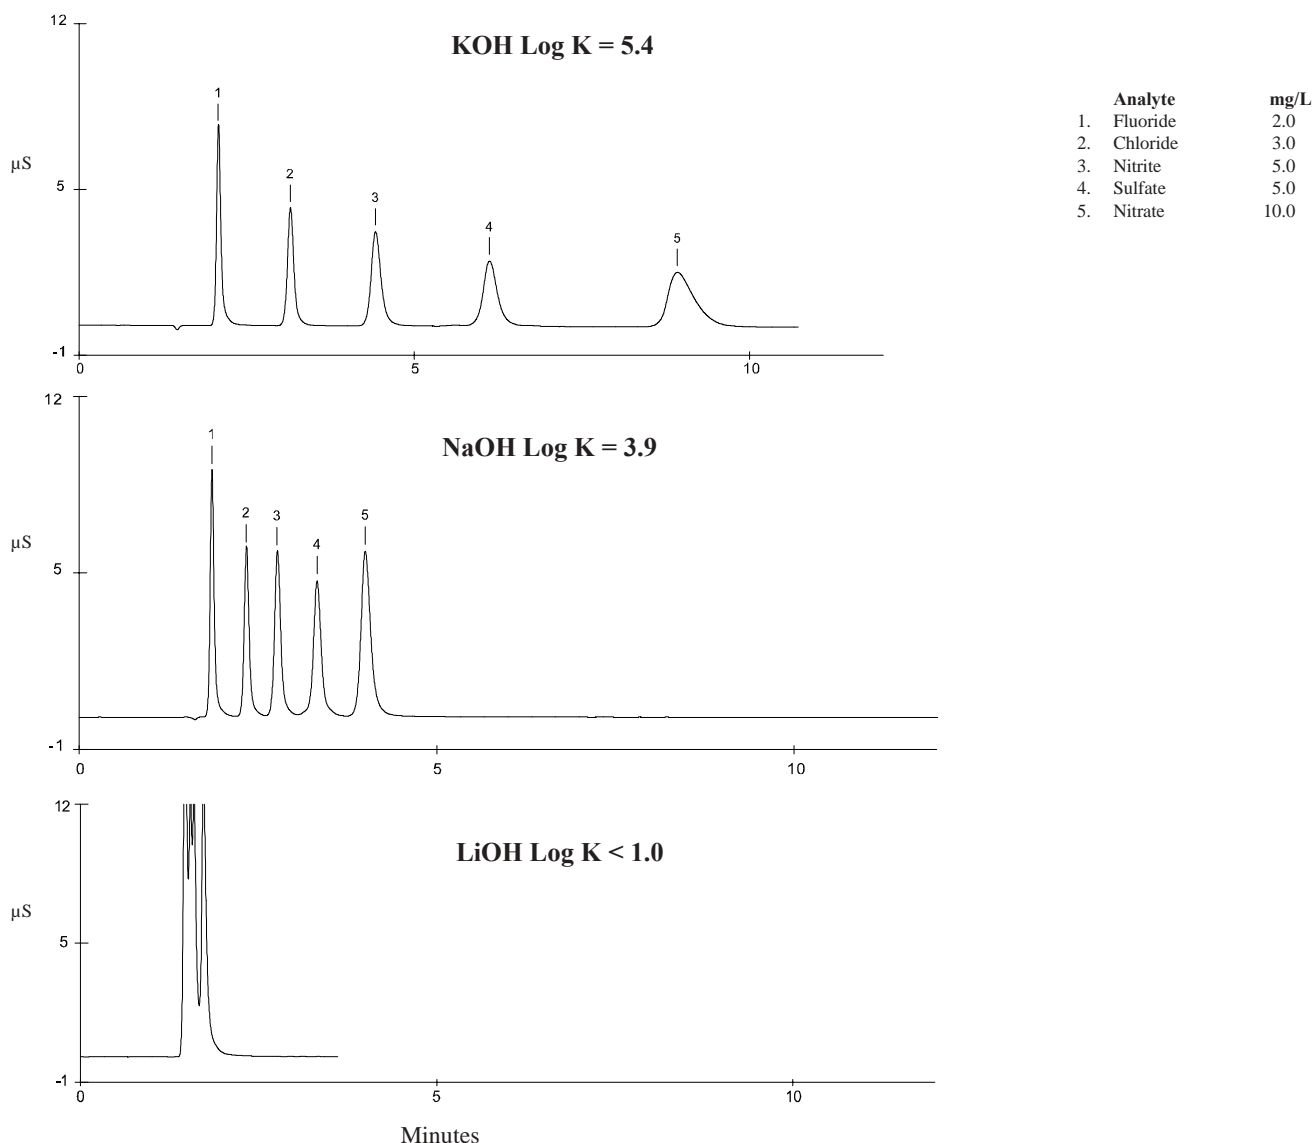 12
KOH Log K = 5.4
Analyte mg/L
1. Fluoride 2.0
2. Chloride 3.0
3. Nitrite 5.0
4. Sulfate 5.0
5. Nitrate 10.0
1
µS
2
5
3
4
5
-1
0 5 10
12
NaOH Log K = 3.9
1
2 3 5
µS
4
5
-1
0 5 10
12
LiOH Log K < 1.0
µS
5
-1
0 5 10
Minutes